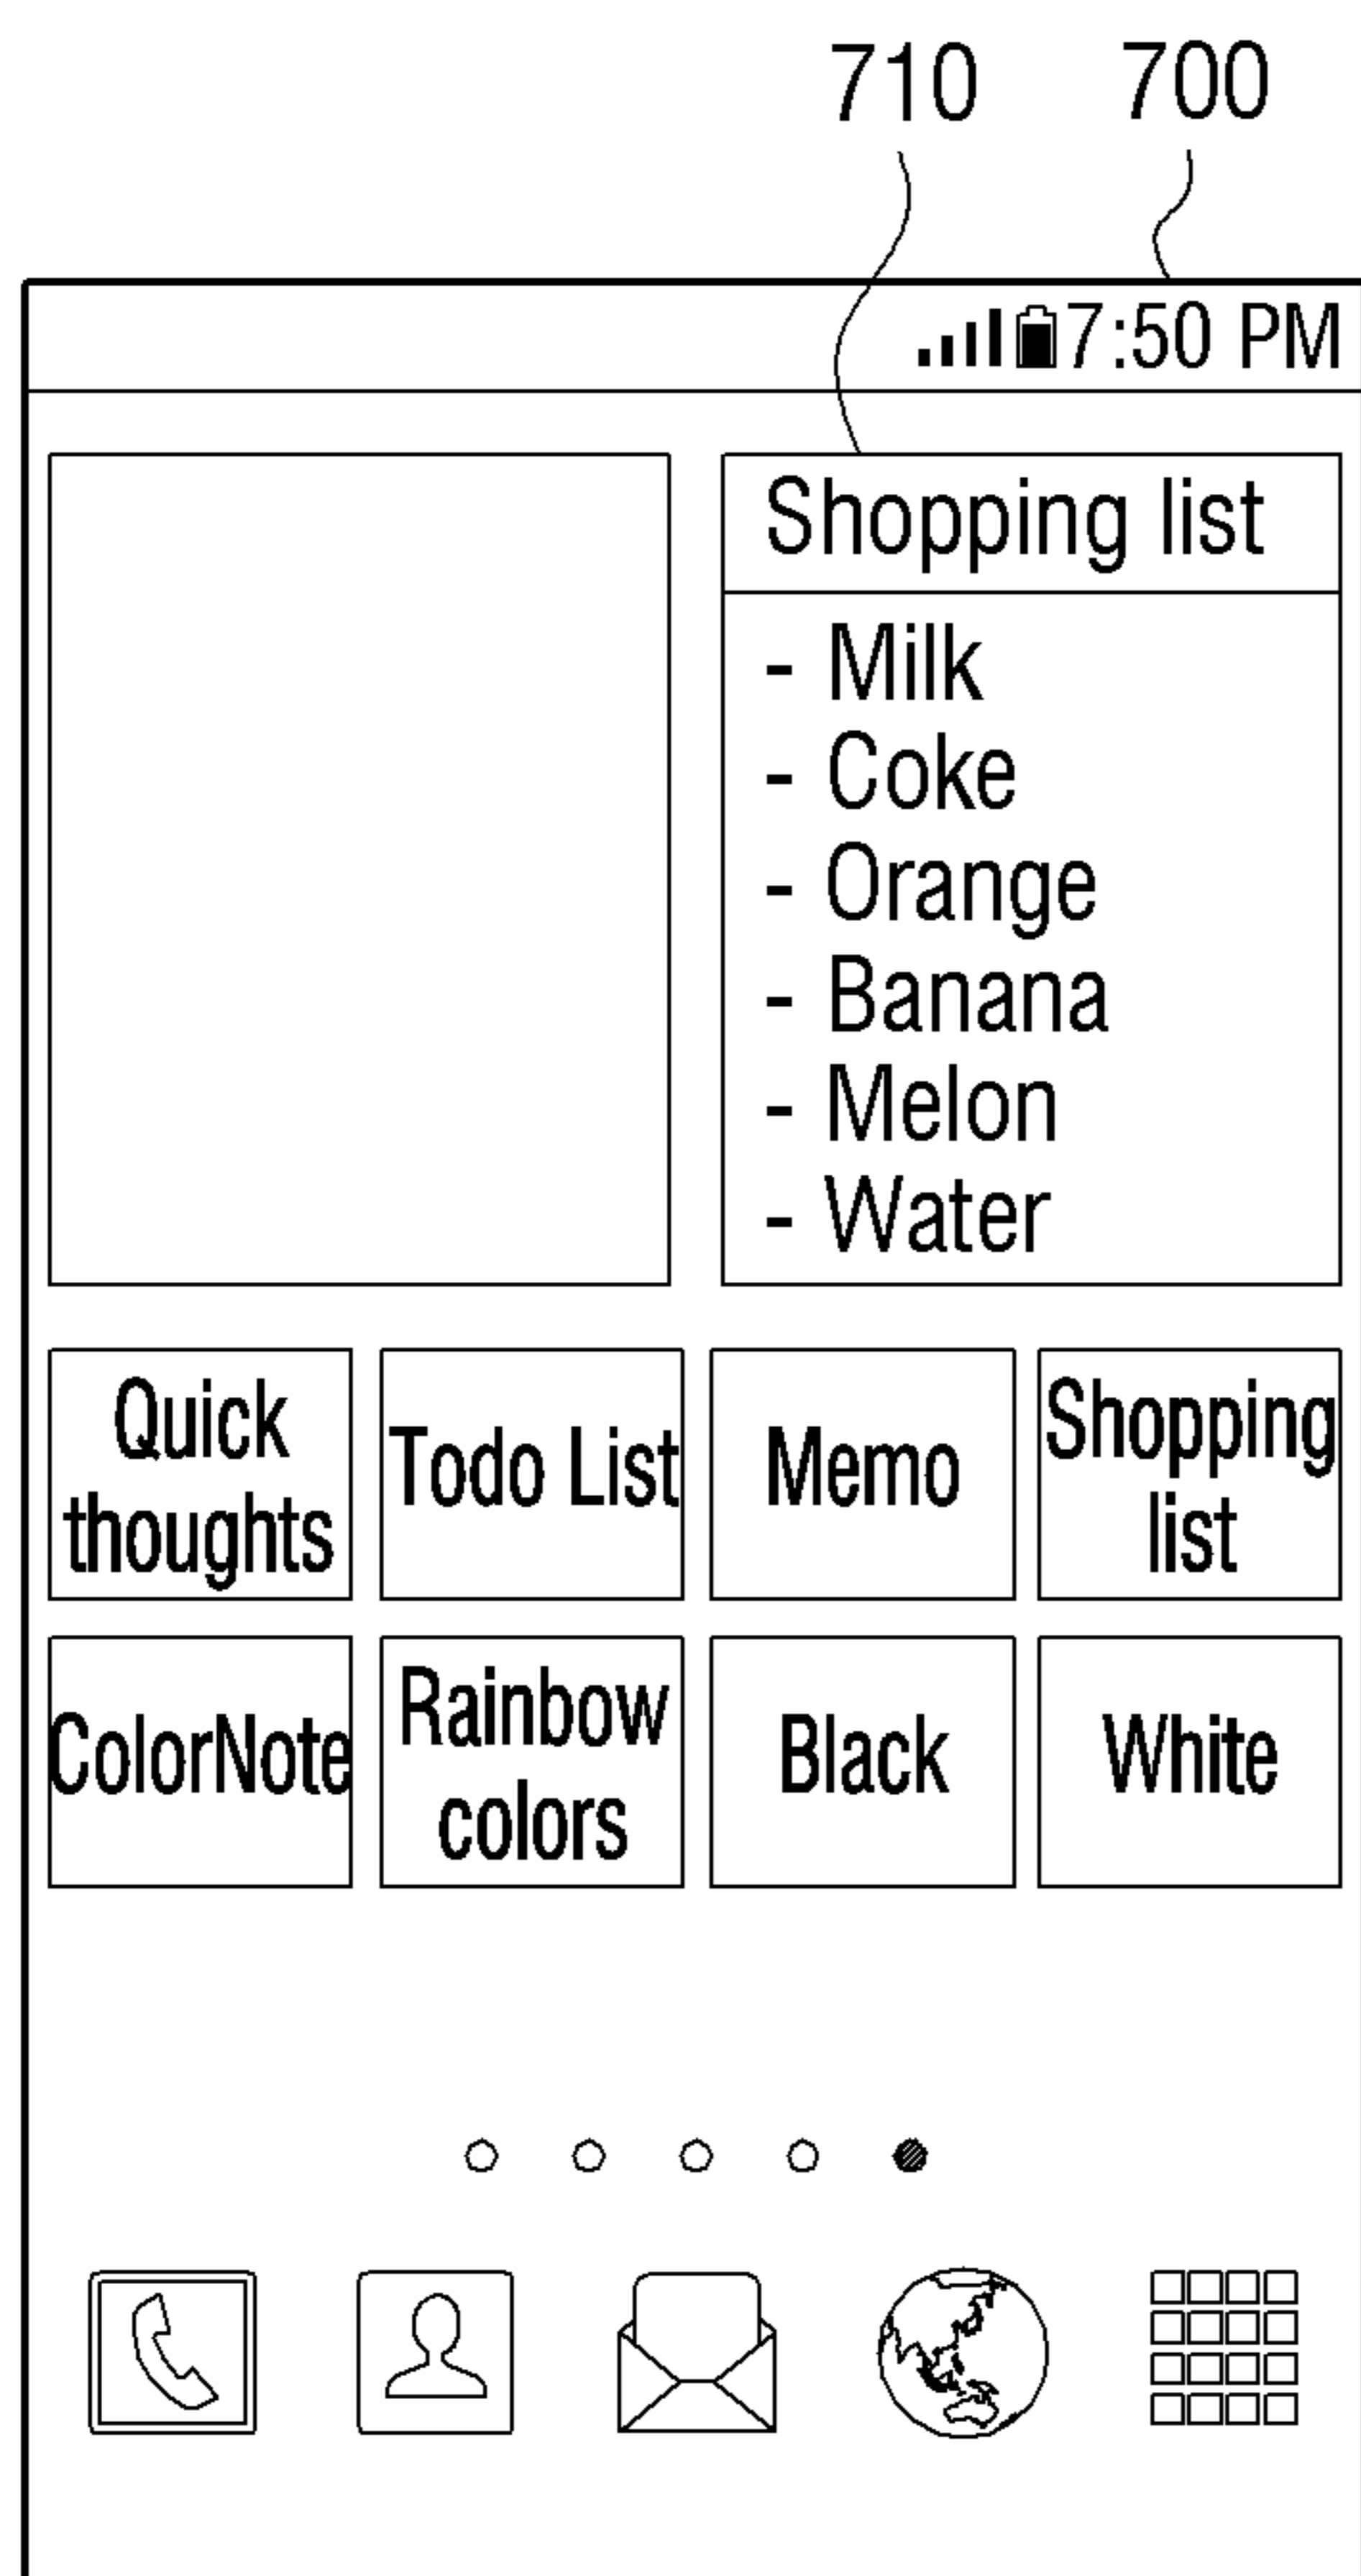 710 700
7:50 PM
Shopping list
- Milk
- Coke
- Orange
- Banana
- Melon
- Water
Quick
thoughts
Todo List
Memo
Shopping
list
ColorNote
Rainbow
colors
Black
White